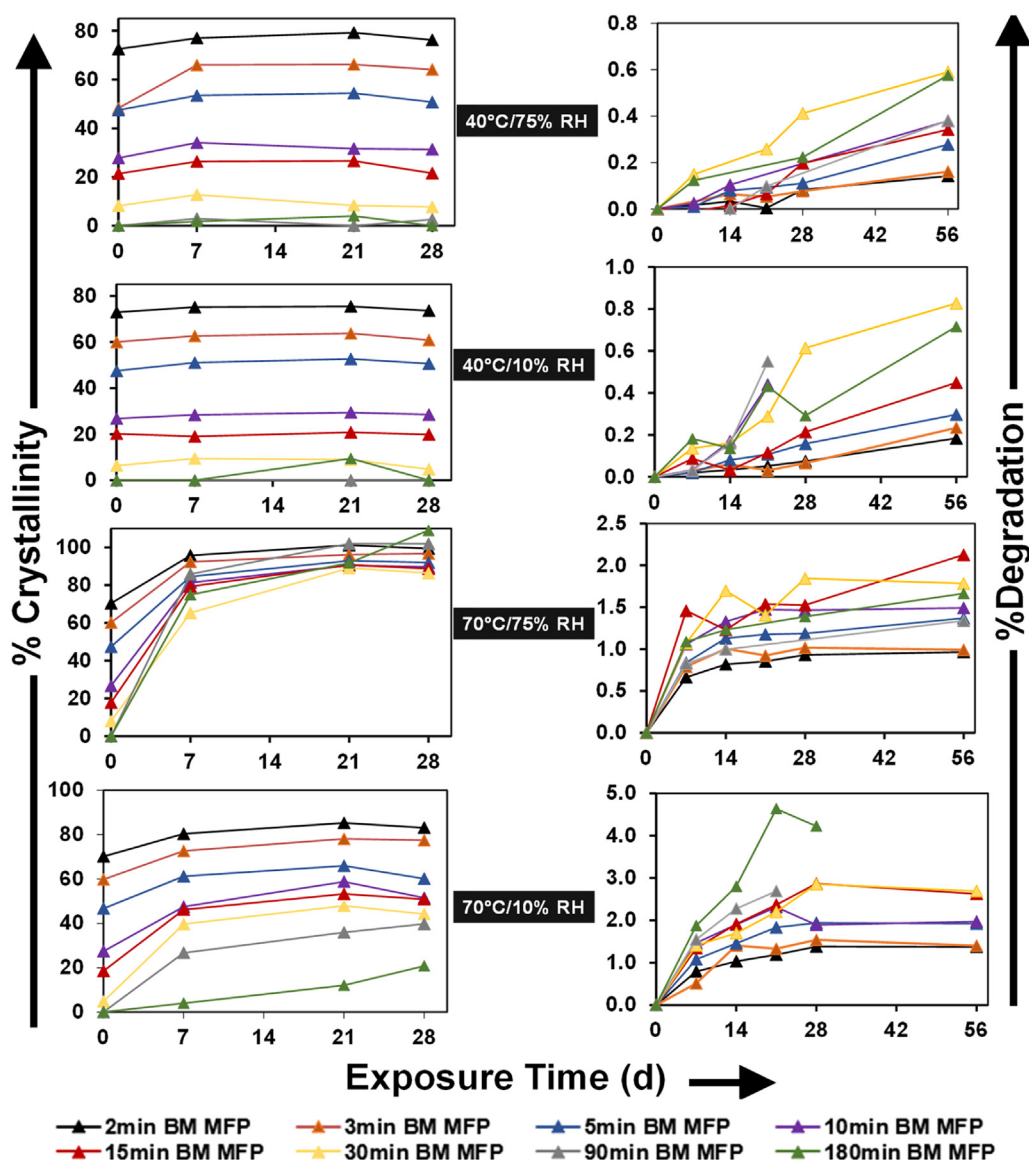 % Crystallinity
80
60
40
20
0
0 7 14 21 28
40°C/75% RH
0.8
0.6
0.4
0.2
0.0
0 14 28 42 56
80
60
40
20
0
0 7 14 21 28
40°C/10% RH
1.0
0.8
0.6
0.4
0.2
0.0
0 14 28 42 56
100
80
60
40
20
0
0 7 14 21 28
70°C/75% RH
2.5
2.0
1.5
1.0
0.5
0.0
0 14 28 42 56
100
80
60
40
20
0
0 7 14 21 28
70°C/10% RH
5.0
4.0
3.0
2.0
1.0
0.0
0 14 28 42 56
%Degradation
Exposure Time (d)
2min BM MFP 3min BM MFP 5min BM MFP 10min BM MFP
15min BM MFP 30min BM MFP 90min BM MFP 180min BM MFP